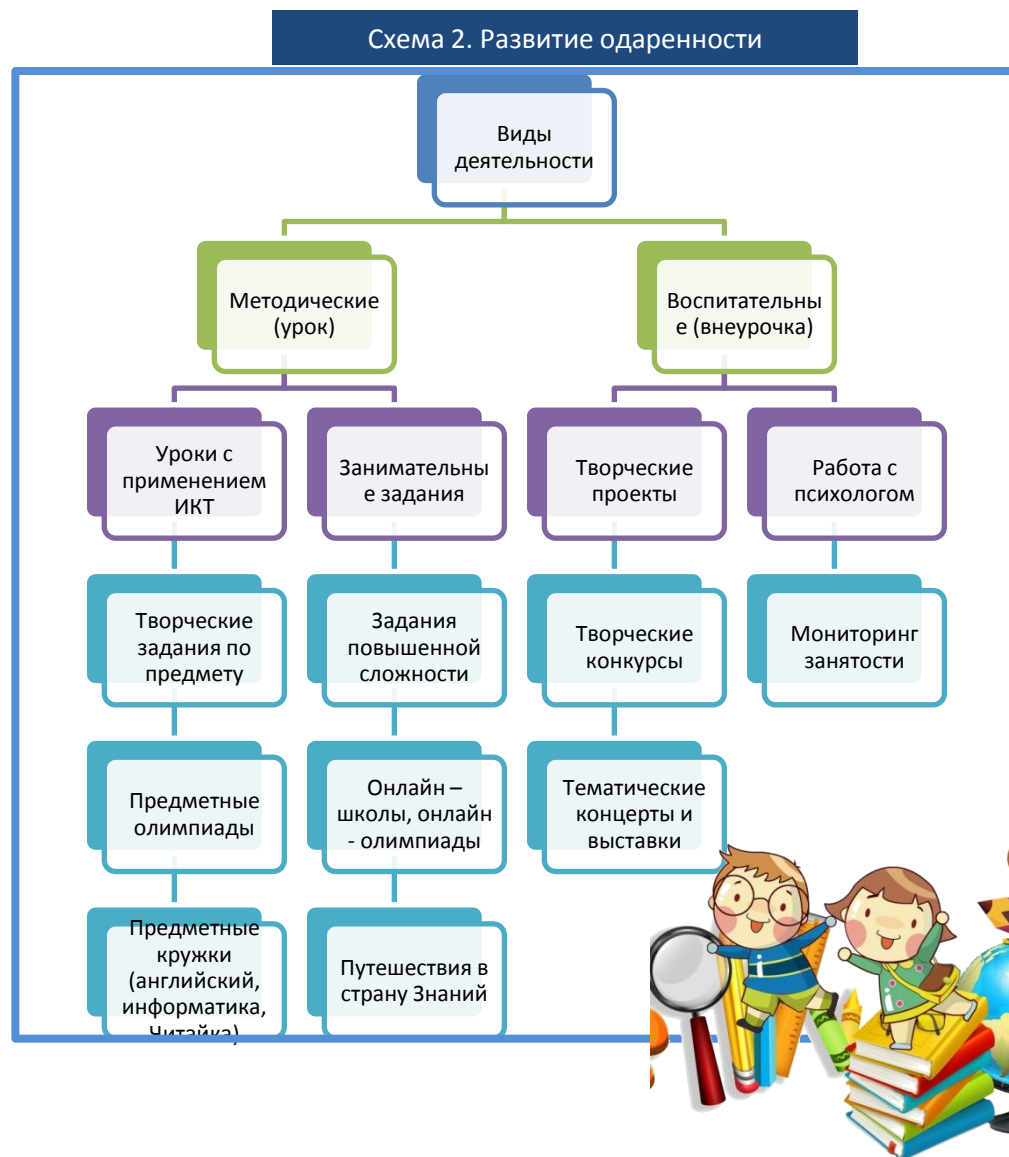 Схема 2. Развитие одаренности
Виды
деятельности
Методические
(урок)
Воспитательны
е (внеурочка)
Уроки с
применением
ИКТ
Занимательны
е задания
Творческие
проекты
Работа с
психологом
Творческие
задания по
предмету
Задания
повышенной
сложности
Творческие
конкурсы
Мониторинг
занятости
Предметные
олимпиады
Онлайн –
школы, онлайн
- олимпиады
Тематические
концерты и
выставки
Предметные
кружки
(английский,
информатика,
Читайка)
Путешествия в
страну Знаний